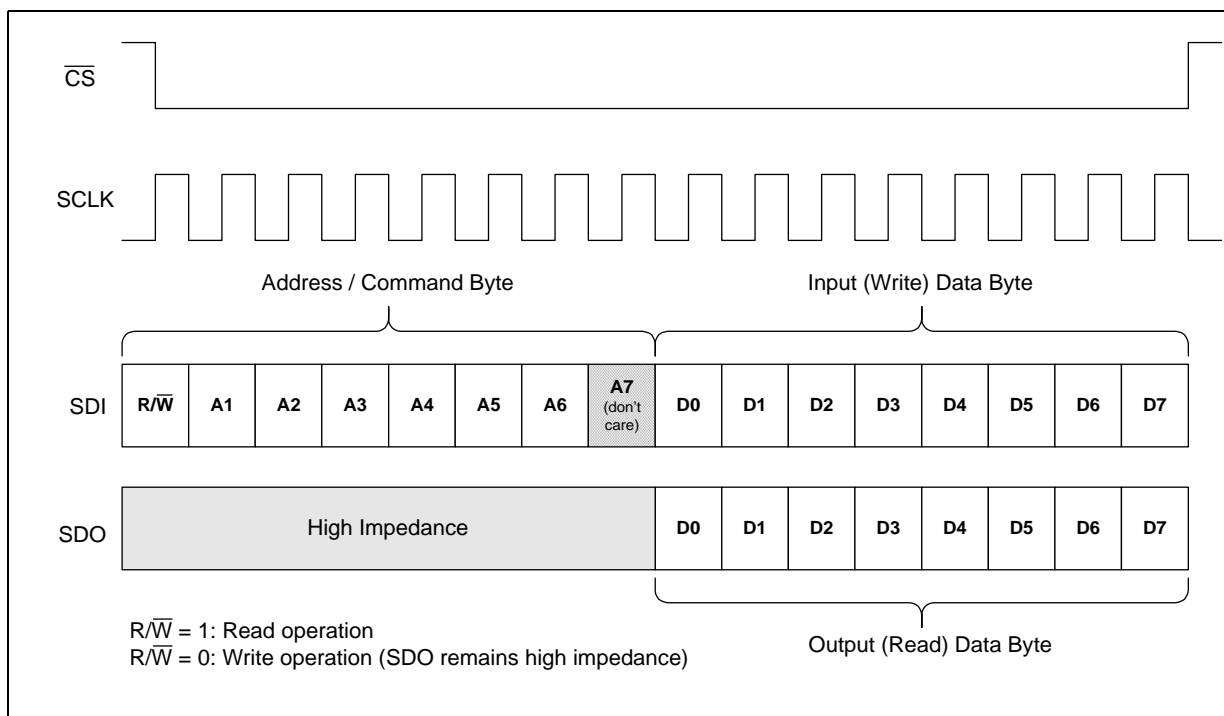 CS
SCLK
Address / Command Byte
Input (Write) Data Byte
SDI R/W A1 A2 A3 A4 A5 A6 A7 (don't care) D0 D1 D2 D3 D4 D5 D6 D7
SDO High Impedance D0 D1 D2 D3 D4 D5 D6 D7
R/W = 1: Read operation
R/W = 0: Write operation (SDO remains high impedance)
Output (Read) Data Byte